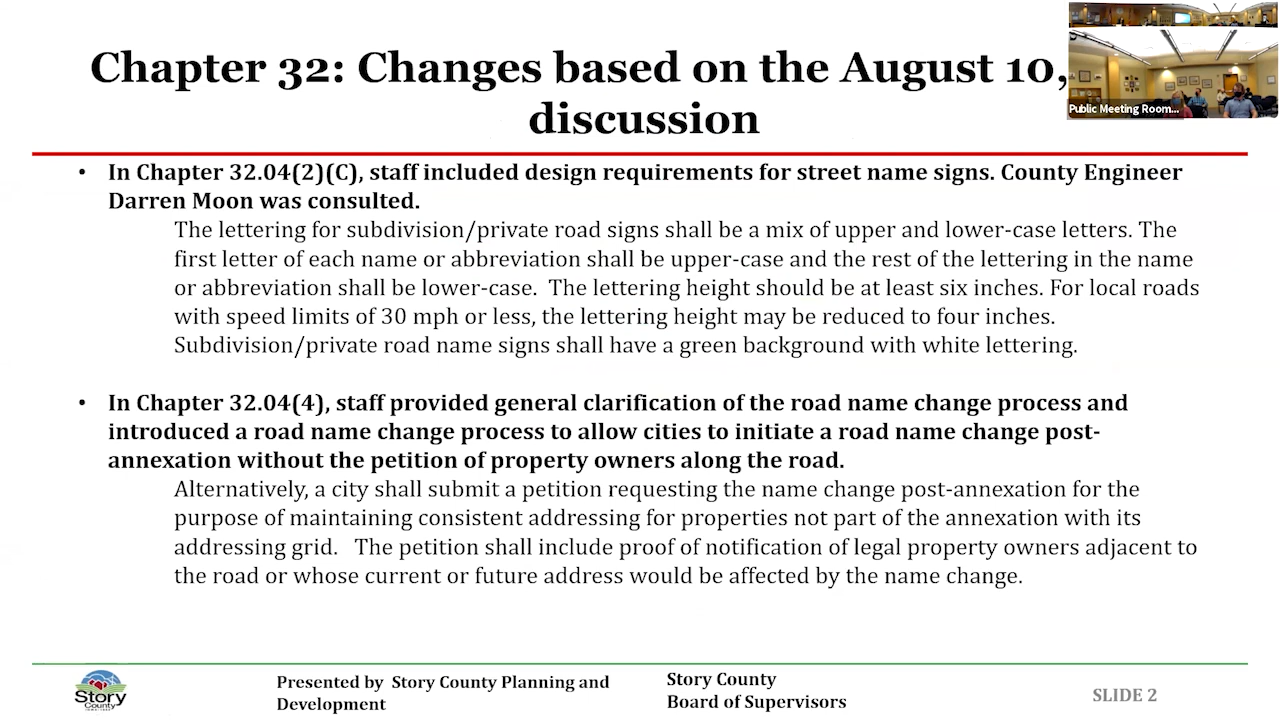 Chapter 32: Changes based on the August 10,
discussion
Public Meeting Room...
• In Chapter 32.04(2)(C), staff included design requirements for street name signs. County Engineer
Darren Moon was consulted.
The lettering for subdivision/private road signs shall be a mix of upper and lower-case letters. The
first letter of each name or abbreviation shall be upper-case and the rest of the lettering in the name
or abbreviation shall be lower-case.  The lettering height should be at least six inches. For local roads
with speed limits of 30 mph or less, the lettering height may be reduced to four inches.
Subdivision/private road name signs shall have a green background with white lettering.
• In Chapter 32.04(4), staff provided general clarification of the road name change process and
introduced a road name change process to allow cities to initiate a road name change post-
annexation without the petition of property owners along the road.
Alternatively, a city shall submit a petition requesting the name change post-annexation for the
purpose of maintaining consistent addressing for properties not part of the annexation with its
addressing grid.   The petition shall include proof of notification of legal property owners adjacent to
the road or whose current or future address would be affected by the name change.
Story
County
Presented by  Story County Planning and
Development
Story County
Board of Supervisors
SLIDE 2